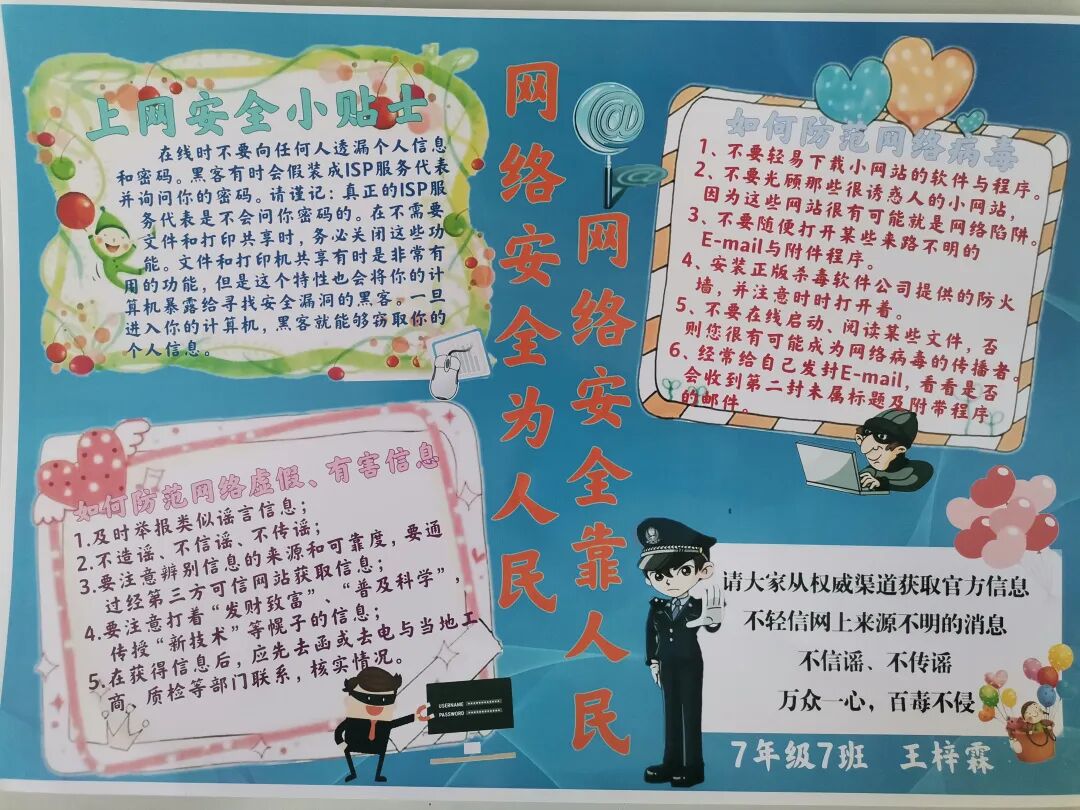 上网安全小贴士
在线时不要向任何人透漏个人信息
和密码。黑客有时会假装成ISP服务代表
并询问你的密码。请谨记：真正的ISP服
务代表是不会问你密码的。在不需要
文件和打印共享时，务必关闭这些功
能。文件和打印机共享有时是非常有
用的功能，但是这个特性也会将你的计
算机暴露给寻找安全漏洞的黑客。一旦
进入你的计算机，黑客就能够窃取你的
个人信息。
网络安全为人民
@
网络安全靠人民
如何防范网络病毒
1、不要轻易下载小网站的软件与程序。
2、不要光顾那些很诱惑人的小网站，
因为这些网站很有可能就是网络陷阱。
3、不要随便打开某些来路不明的
E-mail与附件程序。
4、安装正版杀毒软件公司提供的防火
墙，并注意时时打开着。
5、不要在线启动、阅读某些文件，否
则您很有可能成为网络病毒的传播者。
6、经常给自己发封E-mail，看看是否
会收到第二封未属标题及附带程序
的邮件。
如何防范网络虚假、有害信息
1.及时举报类似谣言信息；
2.不造谣、不信谣、不传谣；
3.要注意辨别信息的来源和可靠度，要通
过经第三方可信网站获取信息；
4.要注意打着“发财致富”、“普及科学”，
传授“新技术”等幌子的信息；
5.在获得信息后，应先去函或去电与当地工
商、质检等部门联系，核实情况。
USERNAME
PASSWORD
请大家从权威渠道获取官方信息
不轻信网上来源不明的消息
不信谣、不传谣
万众一心，百毒不侵
7年级7班 王梓霖